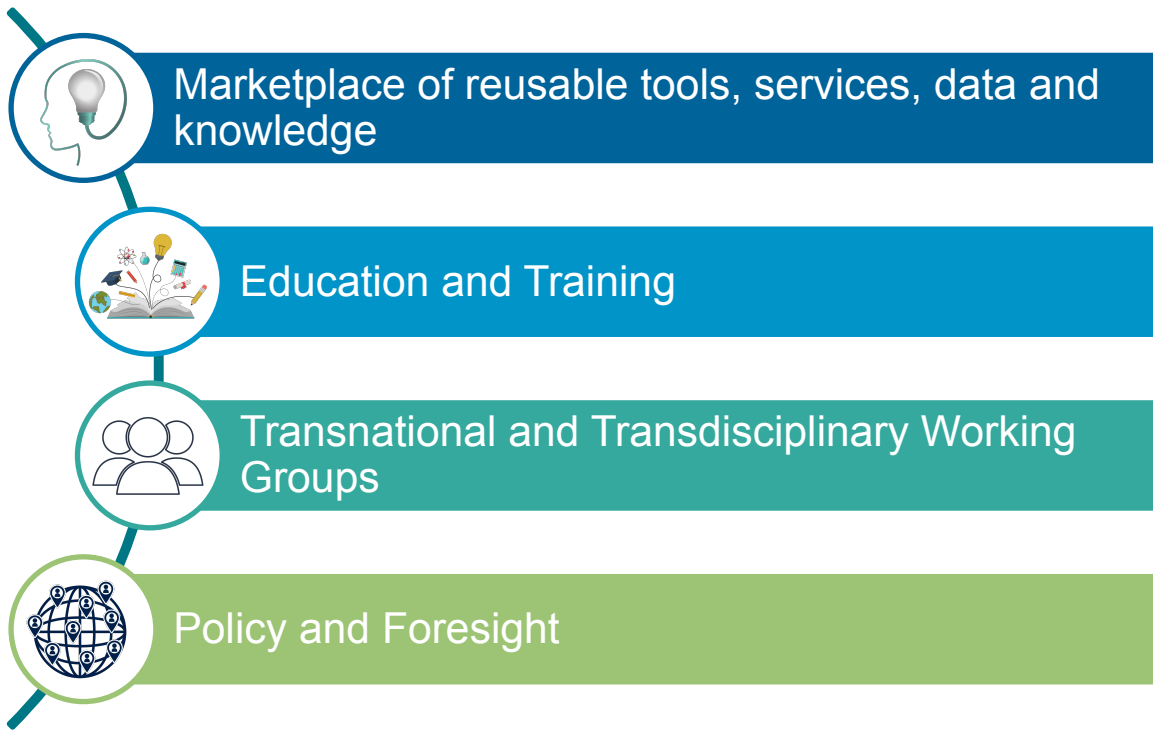 Marketplace of reusable tools, services, data and
knowledge
Education and Training
Transnational and Transdisciplinary Working
Groups
Policy and Foresight